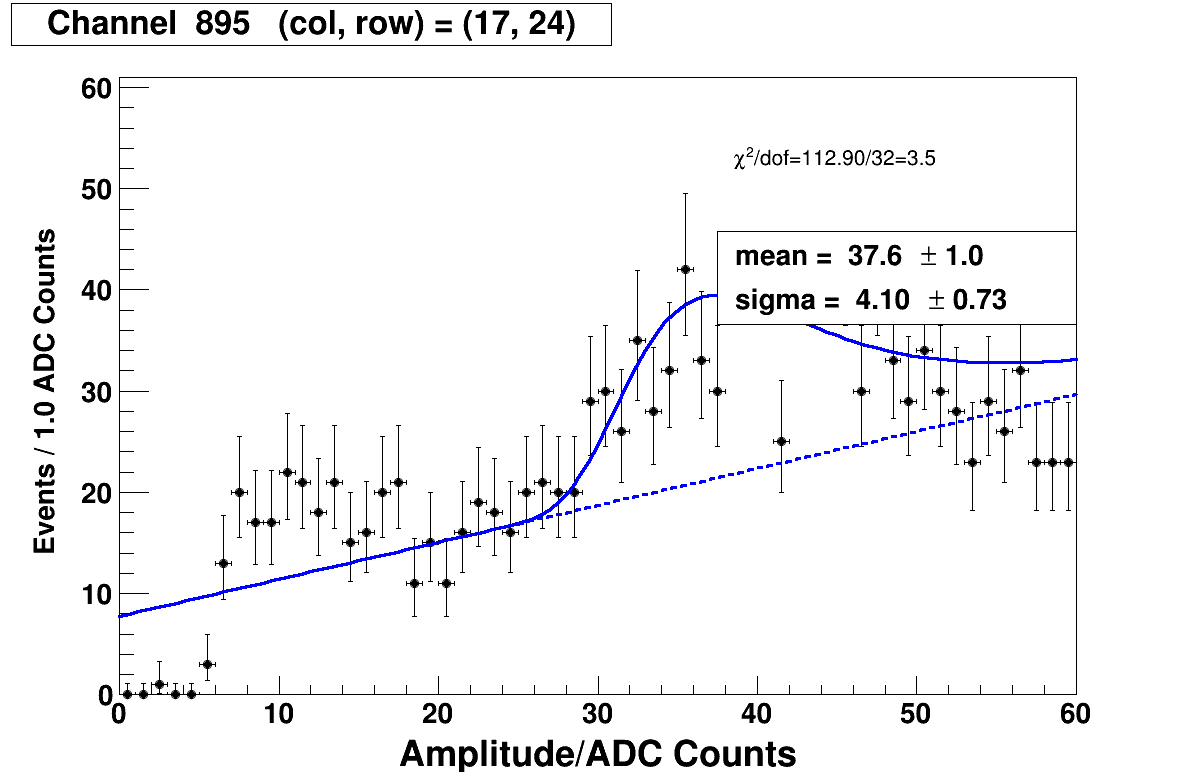 Channel 895 (col, row) = (17, 24)
χ²/dof=112.90/32=3.5
mean = 37.6 ± 1.0
sigma = 4.10 ± 0.73
Events / 1.0 ADC Counts
60
50
40
30
20
10
0
0 10 20 30 40 50 60
Amplitude/ADC Counts